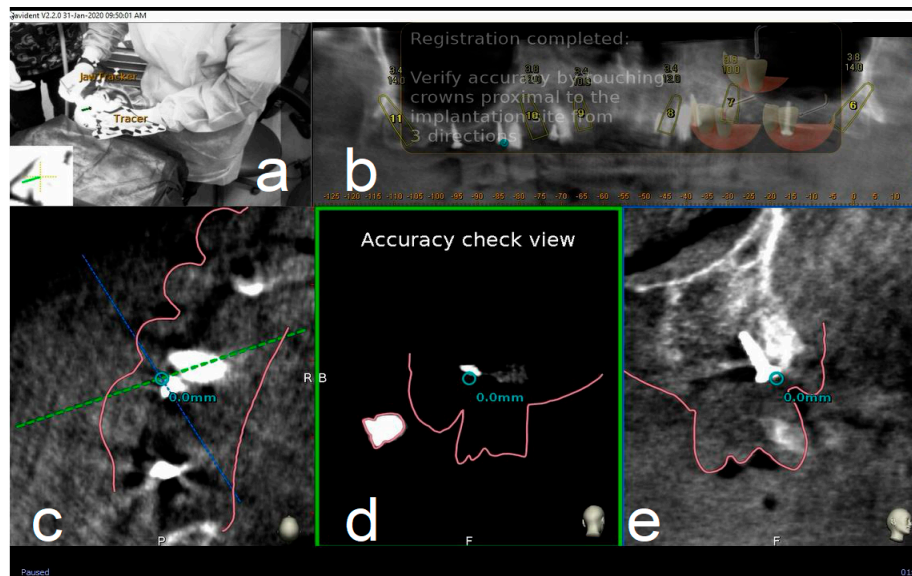 avident V2.2.0 31-Jan-2020 09:50:01 AM
JawTracker
Tracer
a
Registration completed:
Verify accuracy by touching
crowns proximal to the
implantation site from
3 directions
3.4
14.0
11
10
9
8
7
3.4
14.0
6
b
-125 -120 -115 -110 -105 -100 -95 -90 -85 -80 -75 -70 -65 -60 -55 -50 -45 -40 -35 -30 -25 -20 -15 -10 -5 0 5 10
0.0mm
R
P
c
B
Accuracy check view
0.0mm
F
d
0.0mm
F
e
Paused